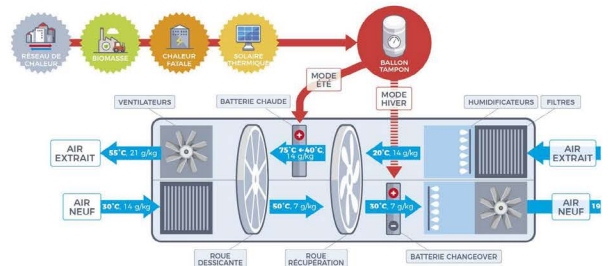 RÉSEAU DE
CHALEUR
BIOMASSE
CHALEUR
FATALE
SOLAIRE
THERMIQUE
BALLON
TAMPON
MODE
ÉTÉ
MODE
HIVER
VENTILATEURS
BATTERIE CHAUDE
HUMIDIFICATEURS
FILTRES
AIR
EXTRAIT
55°C, 21 g/kg
75°C 40°C,
14 g/kg
20°C,
14 g/kg
AIR
EXTRAIT
AIR
NEUF
30°C, 14 g/kg
50°C, 7 g/kg
30°C, 7 g/kg
AIR
NEUF
19
ROUE
DESSICANTE
ROUE
RÉCUPÉRATION
BATTERIE CHANGEOVER